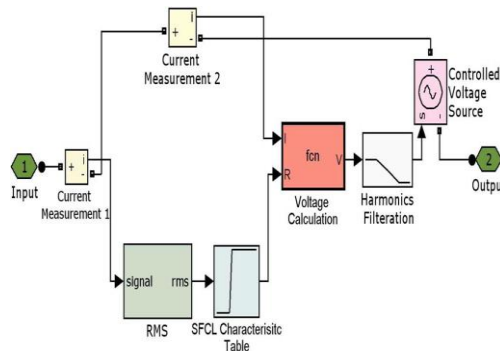 i
+
-
Current
Measurement 2
+
Controlled
Voltage
Source
s
-
1
Input
i
+
-
Current
Measurement 1
I
fcn
V
R
Voltage
Calculation
Harmonics
Filteration
2
Outpu
signal
rms
RMS
SFCL Characterisitc
Table